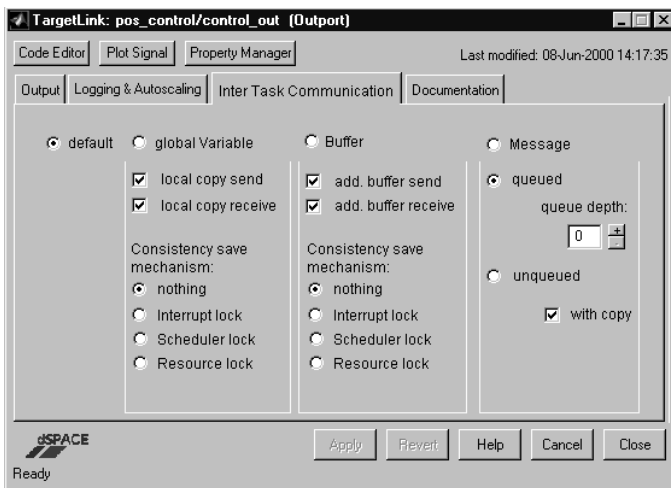 TargetLink: pos_control/control_out (Outport)
Code Editor Plot Signal Property Manager Last modified: 08-Jun-2000 14:17:35
Output Logging & Autoscaling Inter Task Communication Documentation
default global Variable Buffer Message
local copy send add. buffer send queued
local copy receive add. buffer receive queue depth:
0 + -
Consistency save Consistency save
mechanism: mechanism:
nothing nothing unqueued
Interrupt lock Interrupt lock with copy
Scheduler lock Scheduler lock
Resource lock Resource lock
dSPACE Apply Revert Help Cancel Close
Ready